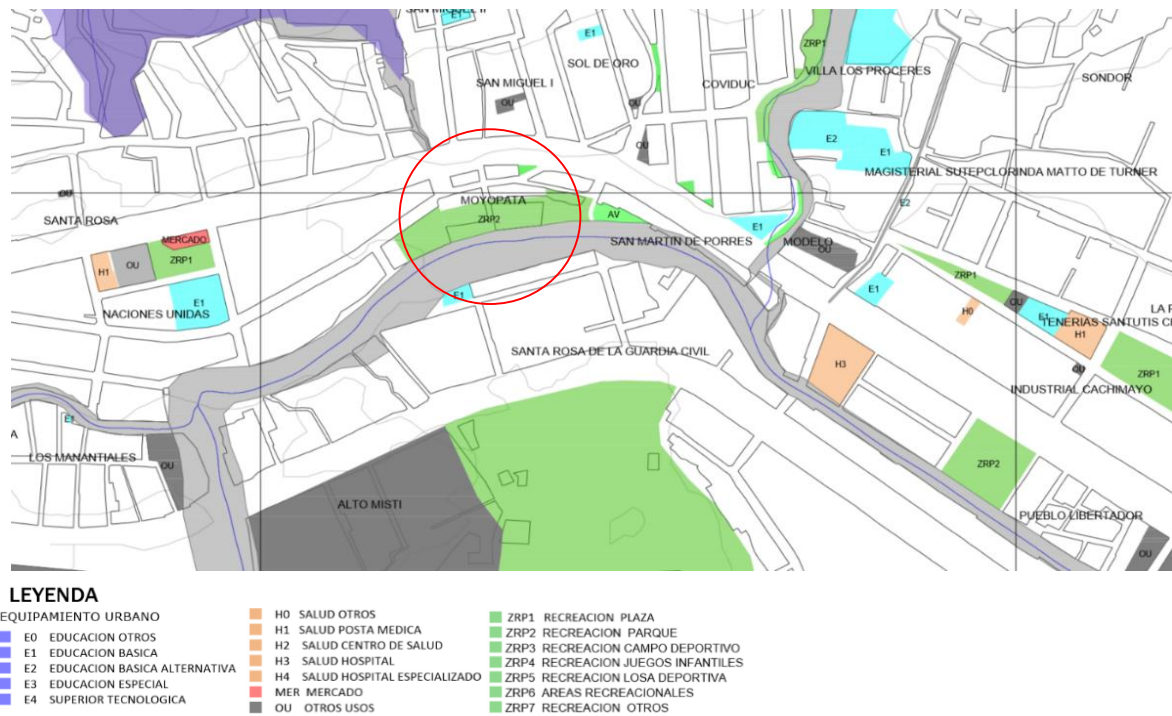 SAN MIGUEL II
E1
E1
SOL DE ORO
ZRP1
VILLA LOS PROCERES
SONDOR
SAN MIGUEL I
COVIDUC
OU
OU
OU
E2
E1
MAGISTERIAL SUTEP
CLORINDA MATTO DE TURNER
OU
MOYOPATA
E2
SANTA ROSA
ZRP2
AV
E1
MERCADO
SAN MARTIN DE PORRES
MODELO
OU
H1
OU
ZRP1
ZRP1
E1
E1
E1
NACIONES UNIDAS
OU
H0
E1
TENERIAS SANTUTIS C
LA P
H1
SANTA ROSA DE LA GUARDIA CIVIL
H3
OU
ZRP1
INDUSTRIAL CACHIMAYO
E1
A
LOS MANANTIALES
OU
ZRP2
ALTO MISTI
PUEBLO LIBERTADOR
OU
LEYENDA
EQUIPAMIENTO URBANO
E0 EDUCACION OTROS
E1 EDUCACION BASICA
E2 EDUCACION BASICA ALTERNATIVA
E3 EDUCACION ESPECIAL
E4 SUPERIOR TECNOLOGICA
H0 SALUD OTROS
H1 SALUD POSTA MEDICA
H2 SALUD CENTRO DE SALUD
H3 SALUD HOSPITAL
H4 SALUD HOSPITAL ESPECIALIZADO
MER MERCADO
OU OTROS USOS
ZRP1 RECREACION PLAZA
ZRP2 RECREACION PARQUE
ZRP3 RECREACION CAMPO DEPORTIVO
ZRP4 RECREACION JUEGOS INFANTILES
ZRP5 RECREACION LOSA DEPORTIVA
ZRP6 AREAS RECREACIONALES
ZRP7 RECREACION OTROS